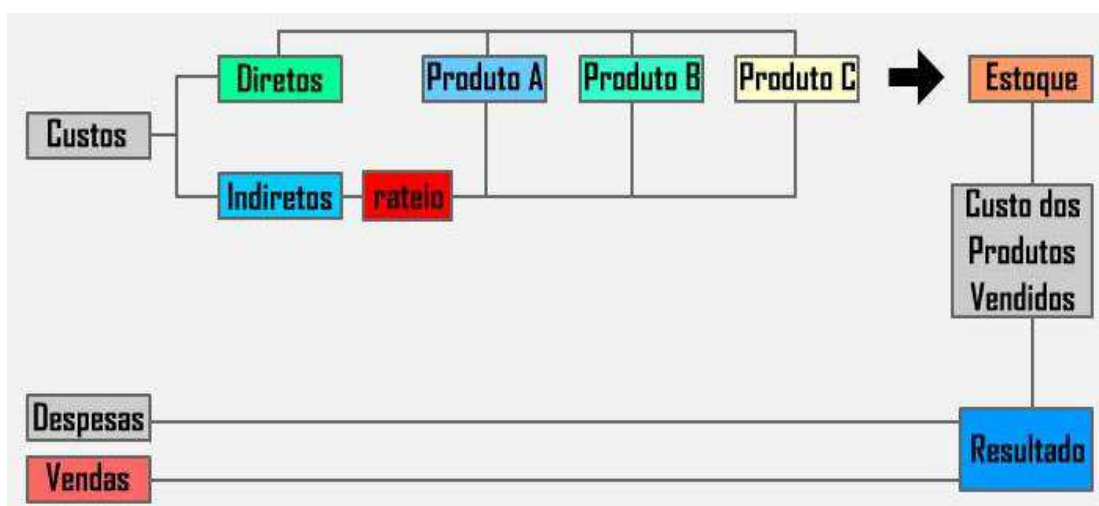 Diretos
Produto A
Produto B
Produto C
Estoque
Custos
Indiretos
rateio
Custo dos
Produtos
Vendidos
Despesas
Resultado
Vendas